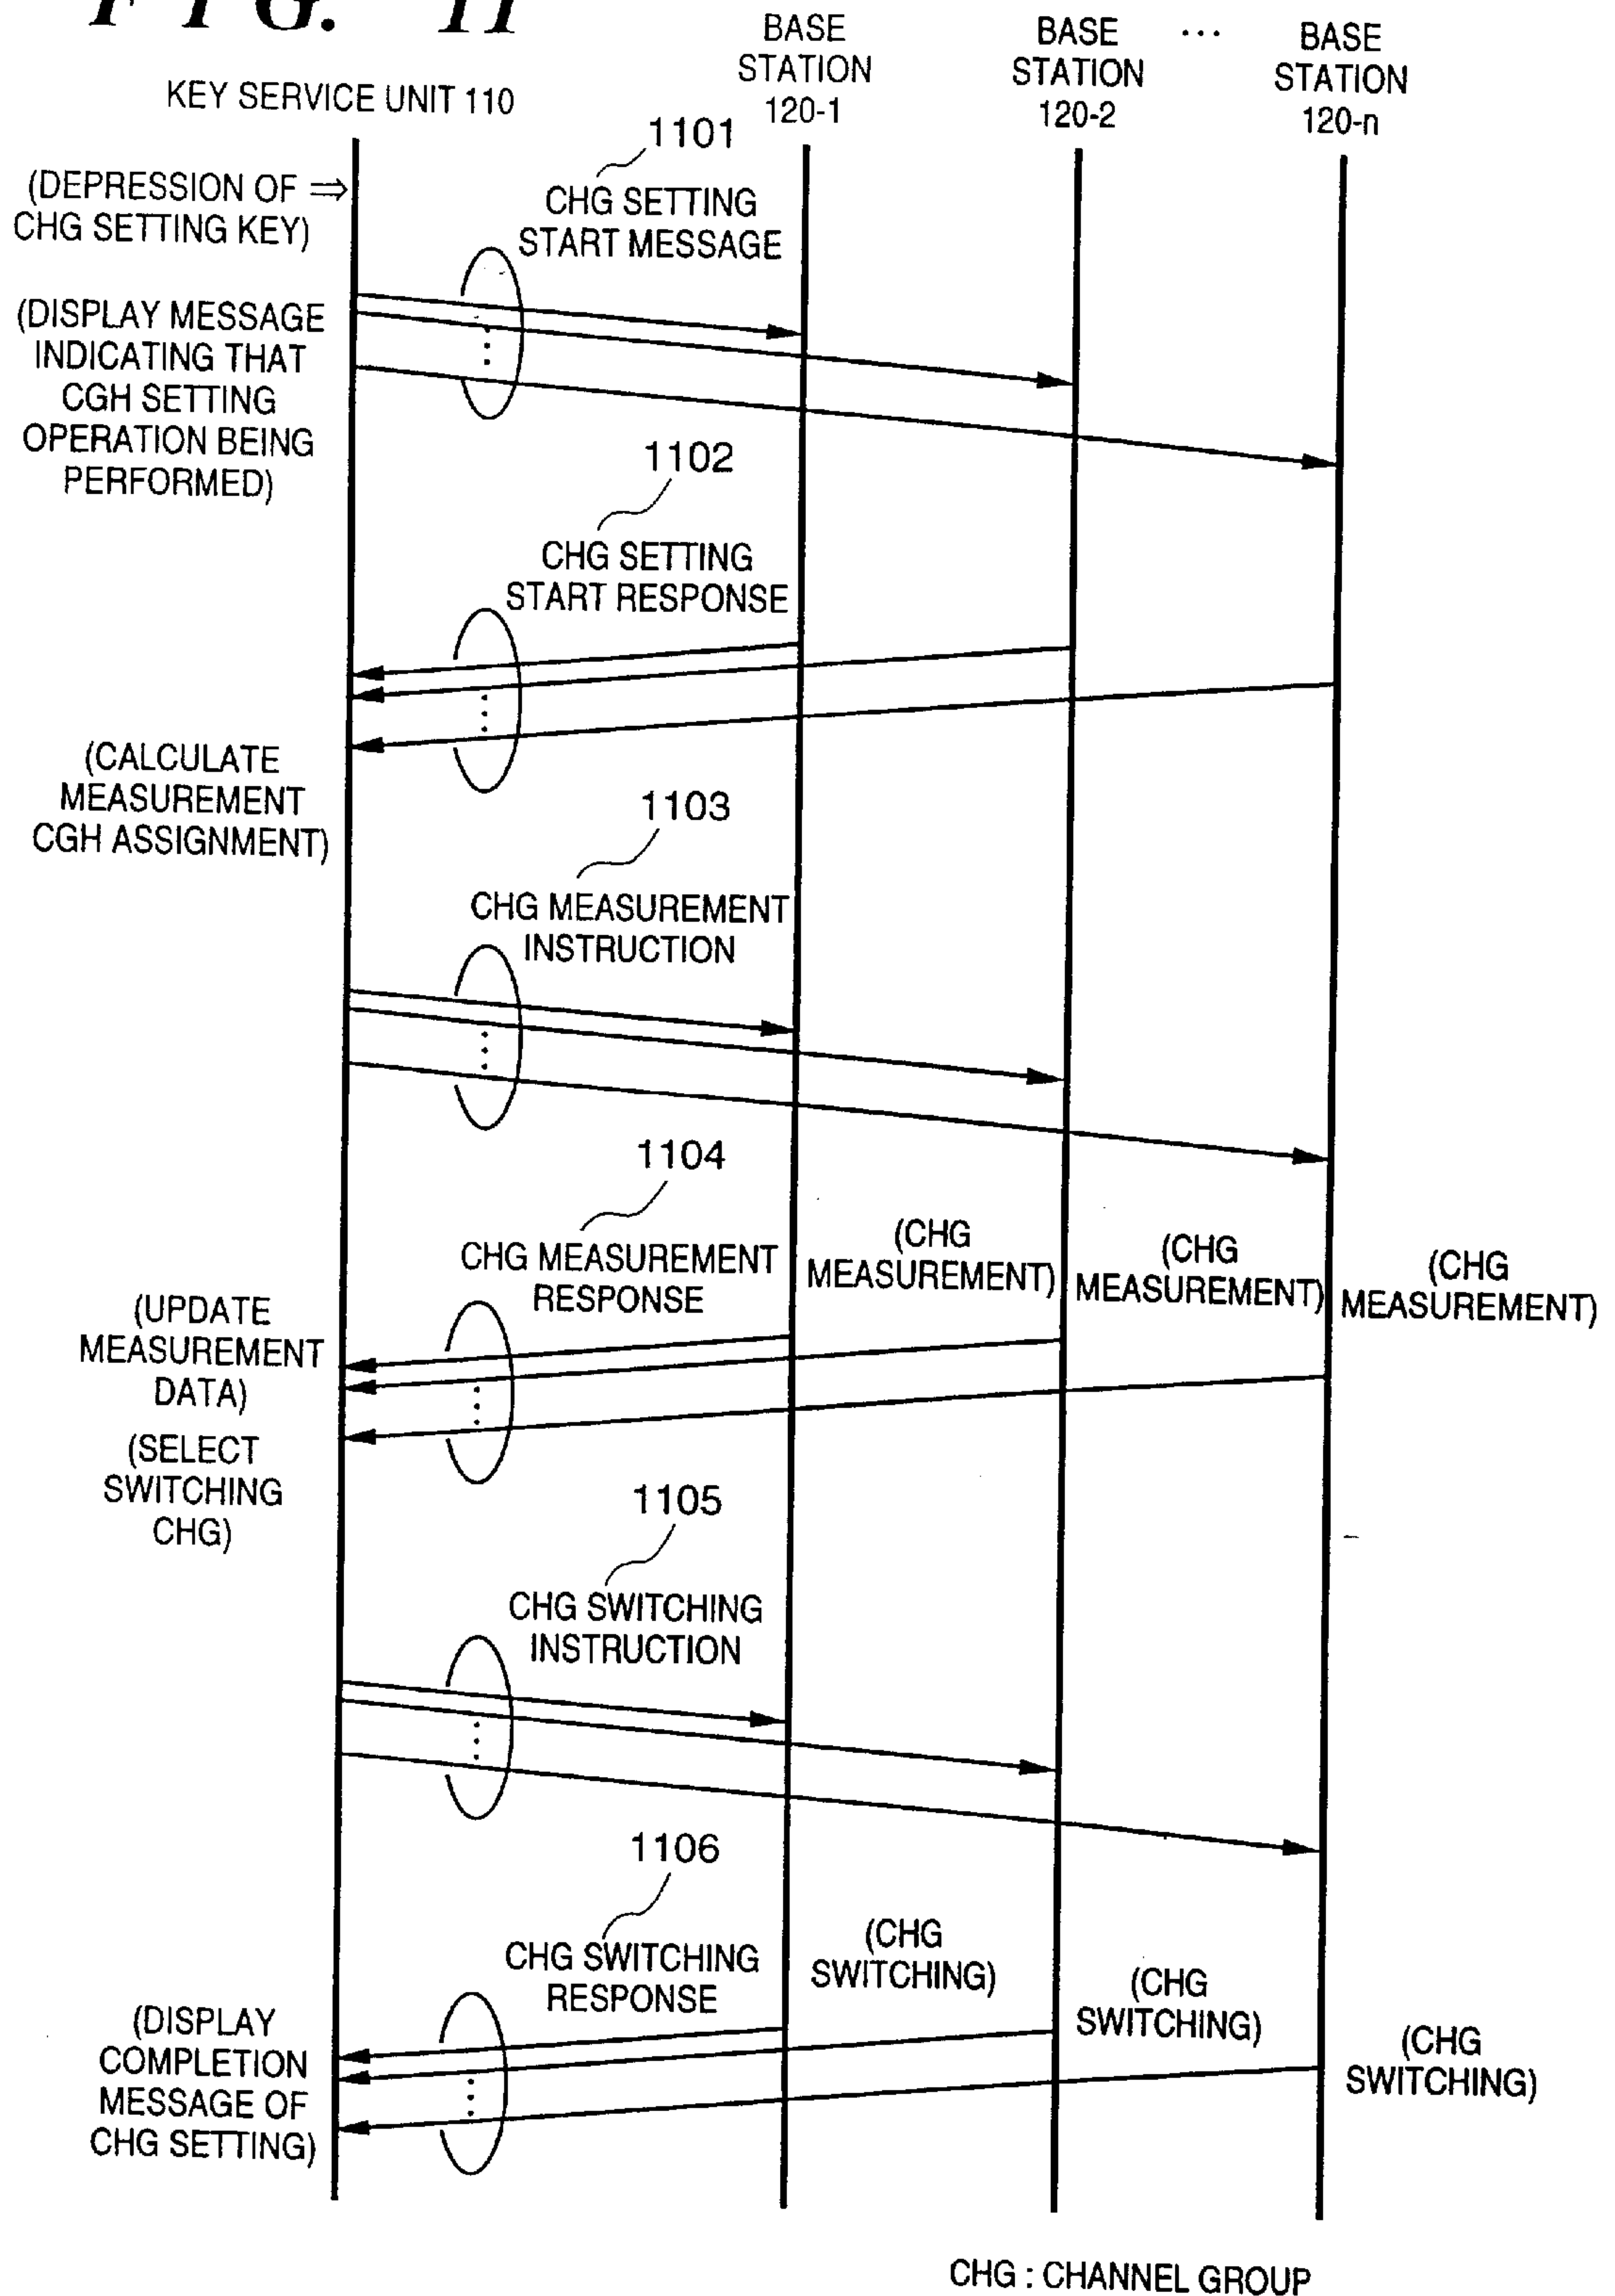 FIG. 11
KEY SERVICE UNIT 110
BASE
STATION
120-1
BASE
STATION
120-2
...
BASE
STATION
120-n
(DEPRESSION OF ⇒
CHG SETTING KEY)
1101
CHG SETTING
START MESSAGE
(DISPLAY MESSAGE
INDICATING THAT
CGH SETTING
OPERATION BEING
PERFORMED)
1102
CHG SETTING
START RESPONSE
(CALCULATE
MEASUREMENT
CGH ASSIGNMENT)
1103
CHG MEASUREMENT
INSTRUCTION
1104
CHG MEASUREMENT
RESPONSE
(CHG
MEASUREMENT)
(CHG
MEASUREMENT)
(CHG
MEASUREMENT)
(UPDATE
MEASUREMENT
DATA)
(SELECT
SWITCHING
CHG)
1105
CHG SWITCHING
INSTRUCTION
1106
CHG SWITCHING
RESPONSE
(CHG
SWITCHING)
(CHG
SWITCHING)
(CHG
SWITCHING)
(DISPLAY
COMPLETION
MESSAGE OF
CHG SETTING)
CHG : CHANNEL GROUP